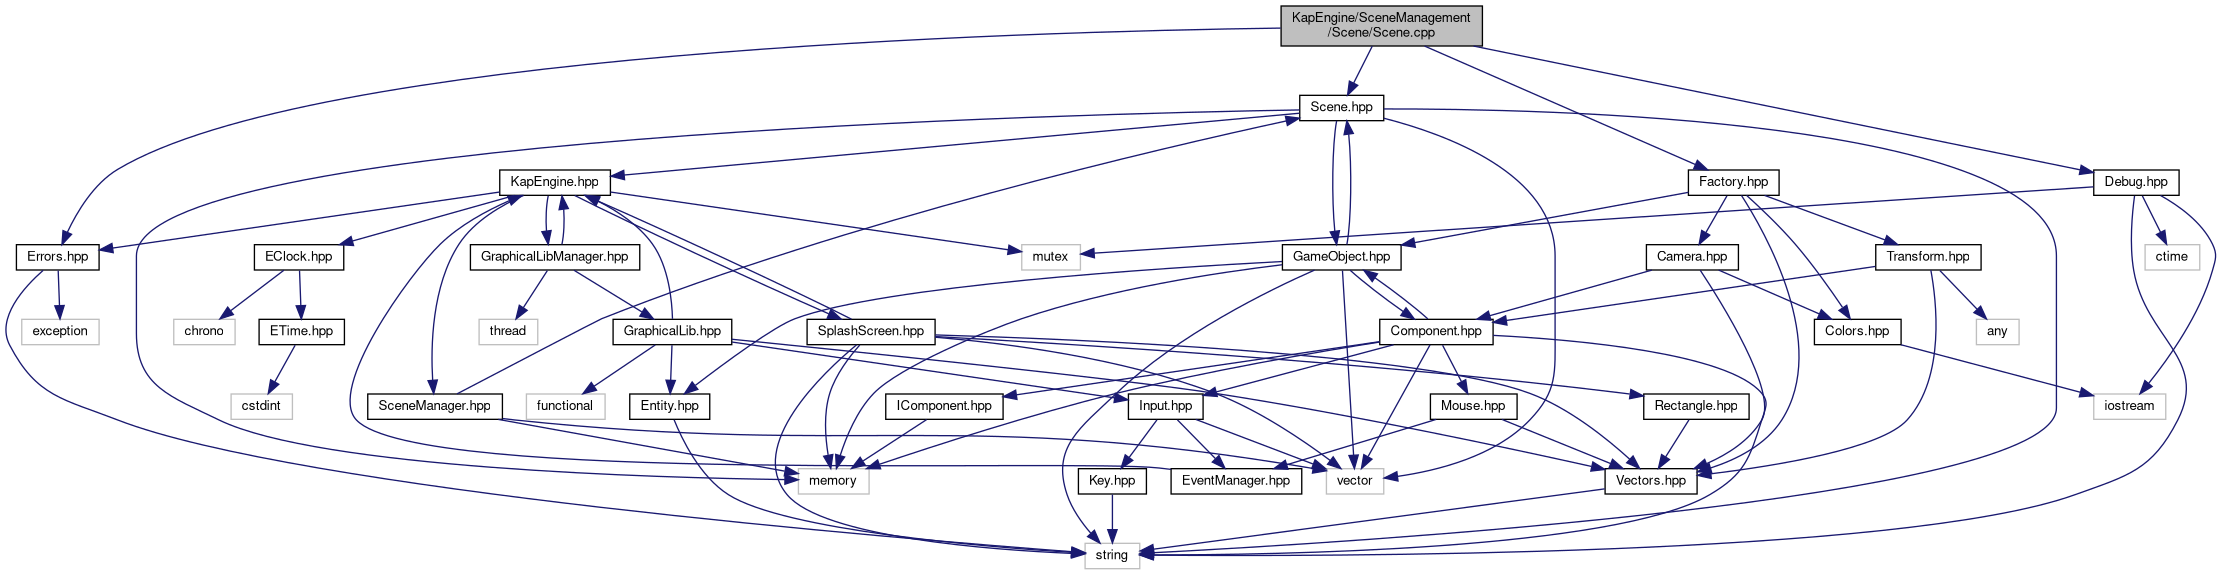 KapEngine/SceneManagement
/Scene/Scene.cpp
Scene.hpp
KapEngine.hpp
Factory.hpp
Debug.hpp
Errors.hpp
EClock.hpp
GraphicalLibManager.hpp
mutex
GameObject.hpp
Camera.hpp
Transform.hpp
ctime
exception
chrono
ETime.hpp
thread
GraphicalLib.hpp
SplashScreen.hpp
Component.hpp
Colors.hpp
any
cstdint
SceneManager.hpp
functional
Entity.hpp
IComponent.hpp
Input.hpp
Mouse.hpp
Rectangle.hpp
iostream
memory
Key.hpp
EventManager.hpp
vector
Vectors.hpp
string